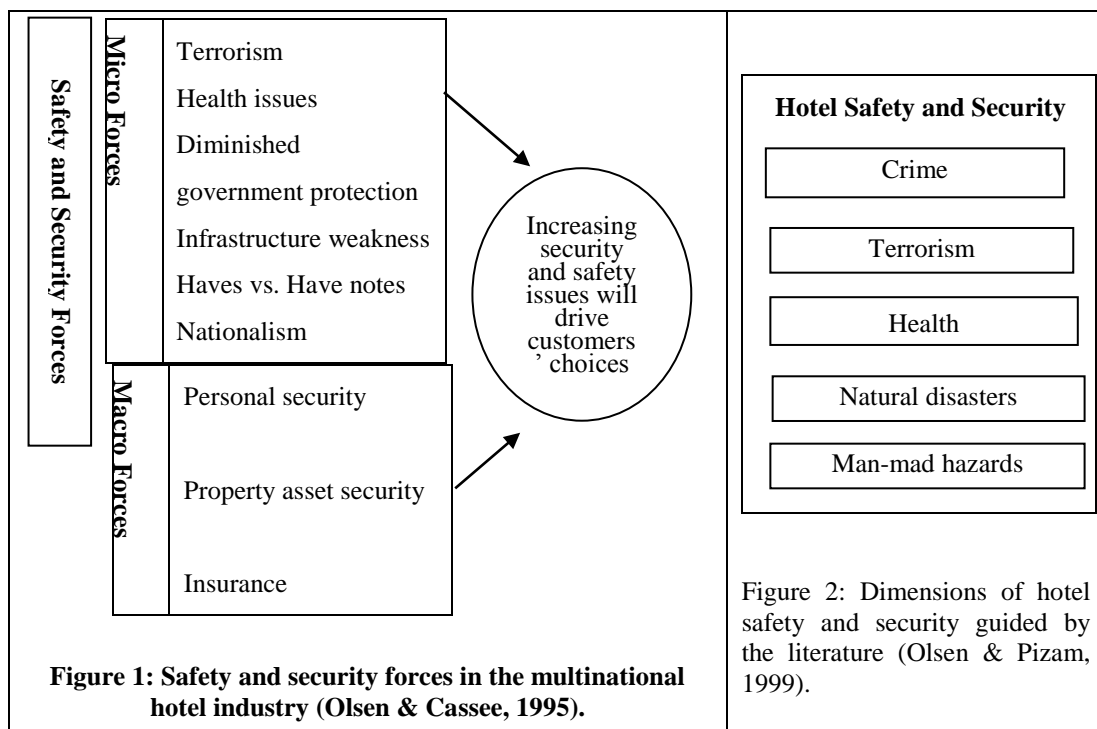 Safety and Security Forces
Micro Forces
Terrorism
Health issues
Diminished
government protection
Infrastructure weakness
Haves vs. Have notes
Nationalism
Macro Forces
Personal security
Property asset security
Insurance
Increasing
security
and safety
issues will
drive
customers
’ choices
Figure 1: Safety and security forces in the multinational
hotel industry (Olsen & Cassee, 1995).
Hotel Safety and Security
Crime
Terrorism
Health
Natural disasters
Man-mad hazards
Figure 2: Dimensions of hotel
safety and security guided by
the literature (Olsen & Pizam,
1999).